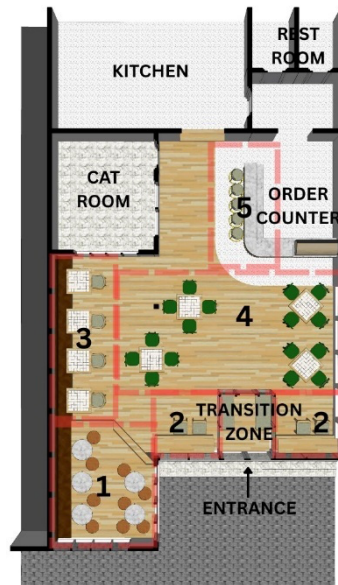 REST
ROOM
KITCHEN
CAT
ROOM
5
ORDER
COUNTER
3
4
2
TRANSITION
ZONE
2
1
ENTRANCE